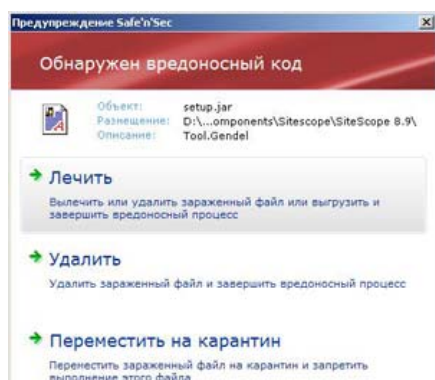 Предупреждение Safe'n'Sec
Обнаружен вредоносный код
Объект: setup.jar
Размещение: D:\...omponents\Sitescope\SiteScope 8.9\
Описание: Tool.Gendel
Лечить
Вылечить или удалить зараженный файл или выгрузить и
завершить вредоносный процесс
Удалить
Удалить зараженный файл и завершить вредоносный процесс
Переместить на карантин
Переместить зараженный файл на карантин и запретить
выполнение этого файла